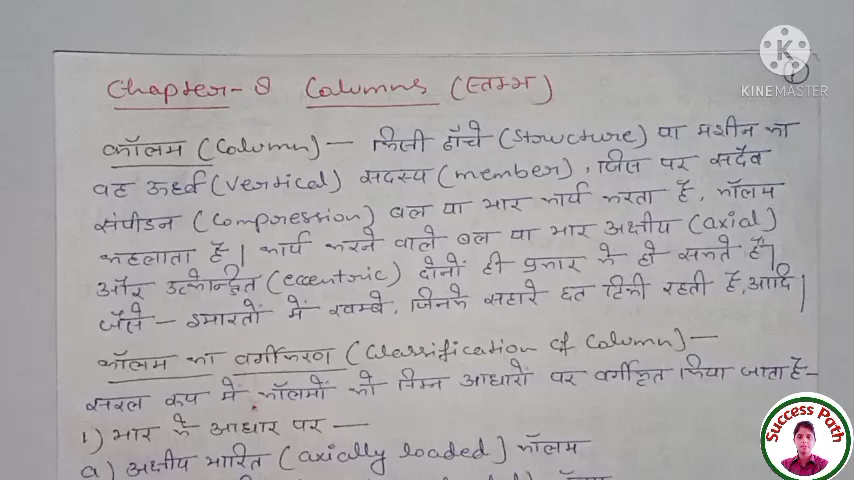 KINEMASTER
Chapter-8 Columns (स्तम्भ)
कॉलम (Column) — किसी ढाँचे (Structure) या मशीन का
वह ऊर्ध्व (Vertical) सदस्य (member), जिस पर सदैव
संपीडन (Compression) बल या भार कार्य करता है, कॉलम
कहलाता है। कार्य करने वाले बल या भार अक्षीय (axial)
और उत्केन्द्रित (eccentric) दोनों ही प्रकार के हो सकते हैं।
जैसे - इमारतों में खम्बे, जिनके सहारे छत टिकी रहती है, आदि।
कॉलम का वर्गीकरण (Classification of Column) —
सरल रूप में कॉलमों को निम्न आधारों पर वर्गीकृत किया जाता है-
1) भार के आधार पर —
a) अक्षीय भारित (axially loaded) कॉलम
Success Path